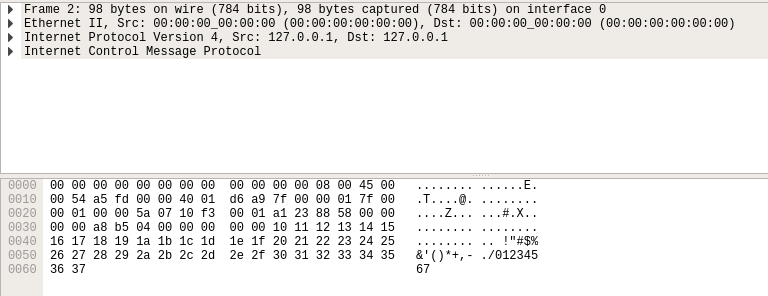 Frame 2: 98 bytes on wire (784 bits), 98 bytes captured (784 bits) on interface 0
Ethernet II, Src: 00:00:00_00:00:00 (00:00:00:00:00:00), Dst: 00:00:00_00:00:00 (00:00:00:00:00:00)
Internet Protocol Version 4, Src: 127.0.0.1, Dst: 127.0.0.1
Internet Control Message Protocol
0000 00 00 00 00 00 00 00 00 00 00 00 00 08 00 45 00 ........ ......E.
0010 00 54 a5 fd 00 00 40 01 d6 a9 7f 00 00 01 7f 00 .T....@. ........
0020 00 01 00 00 5a 07 10 f3 00 01 a1 23 88 58 00 00 ....Z... ...#.X..
0030 00 00 a8 b5 04 00 00 00 00 00 10 11 12 13 14 15 ........ ........
0040 16 17 18 19 1a 1b 1c 1d 1e 1f 20 21 22 23 24 25 ........ .. !"#$%
0050 26 27 28 29 2a 2b 2c 2d 2e 2f 30 31 32 33 34 35 &'()*+,- ./012345
0060 36 37 67